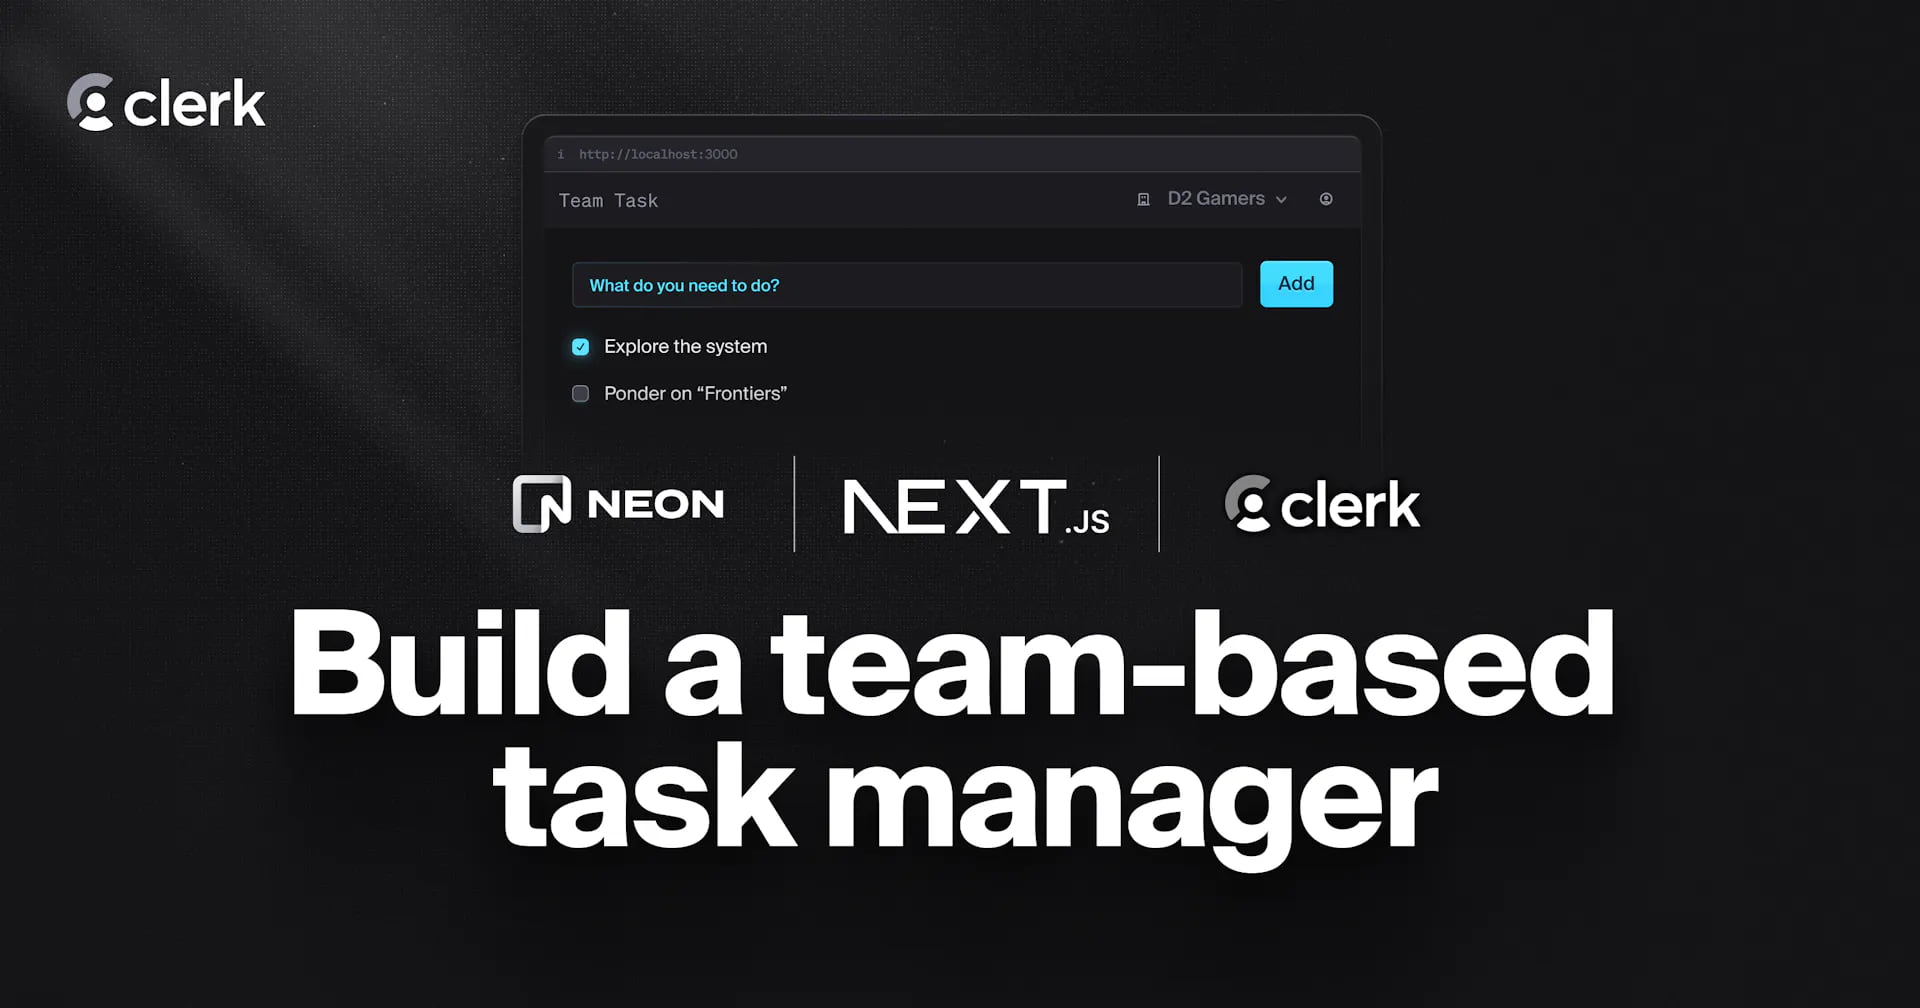 clerk
i http://localhost:3000
Team Task
D2 Gamers
What do you need to do?
Add
Explore the system
Ponder on “Frontiers”
NEON
NEXT.JS
clerk
Build a team-based
task manager